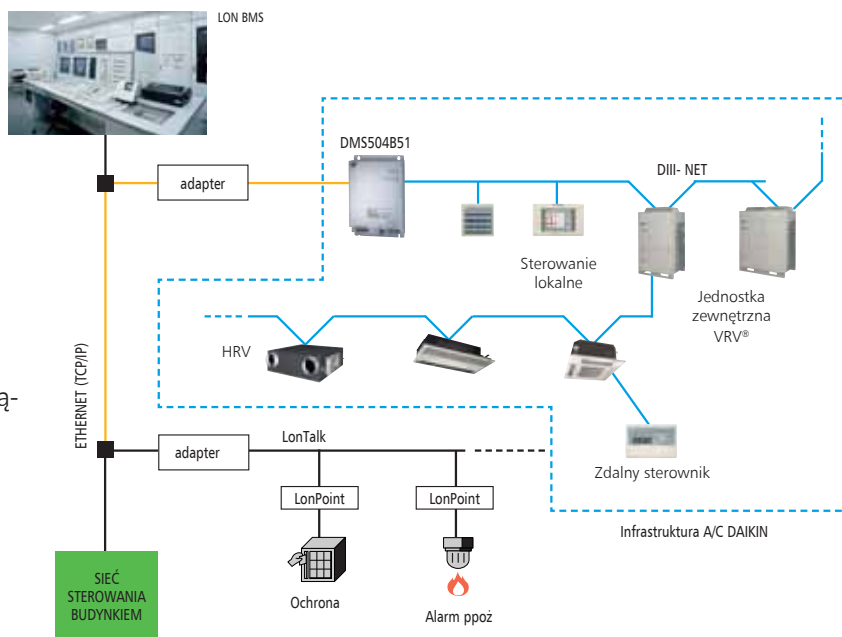 LON BMS
DMS504B51
adapter
DIII- NET
Sterowanie
lokalne
Jednostka
zewnętrzna
VRV®
HRV
ETHERNET (TCP/IP)
ą-
adapter
LonTalk
Zdalny sterownik
LonPoint
LonPoint
Infrastruktura A/C DAIKIN
SIEĆ
STEROWANIA
BUDYNKIEM
Ochrona
Alarm ppoż